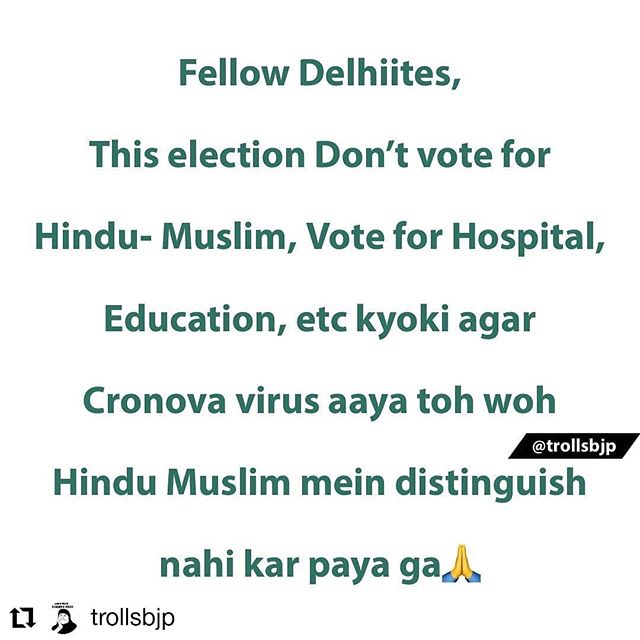 Fellow Delhiites,
This election Don’t vote for
Hindu- Muslim, Vote for Hospital,
Education, etc kyoki agar
Cronova virus aaya toh woh
@trollsbjp
Hindu Muslim mein distinguish
nahi kar paya ga🙏
trollsbjp